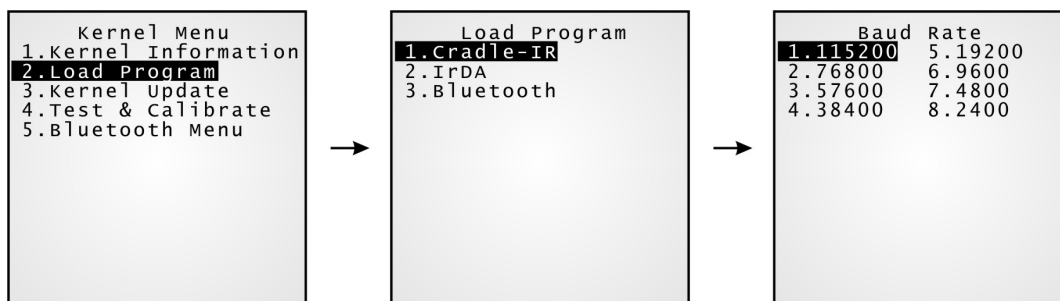 Kernel Menu
1.Kernel Information
2.Load Program
3.Kernel Update
4.Test & Calibrate
5.Bluetooth Menu
Load Program
1.Cradle-IR
2.IrDA
3.Bluetooth
Baud Rate
1.115200 5.19200
2.76800 6.9600
3.57600 7.4800
4.38400 8.2400